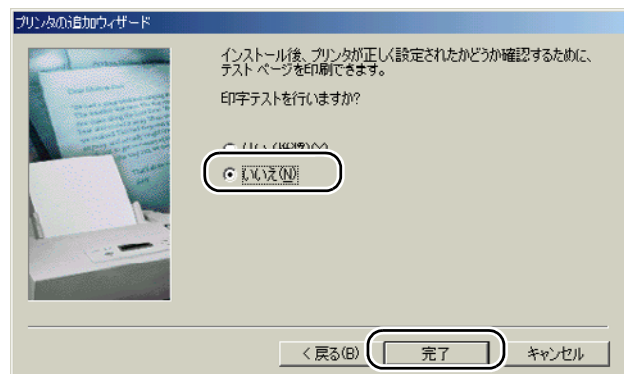 プリンタの追加ウィザード
インストール後、プリンタが正しく設定されたかどうか確認するために、
テスト ページを印刷できます。
印字テストを行いますか?
いいえ(N)
< 戻る(B)
完了
キャンセル